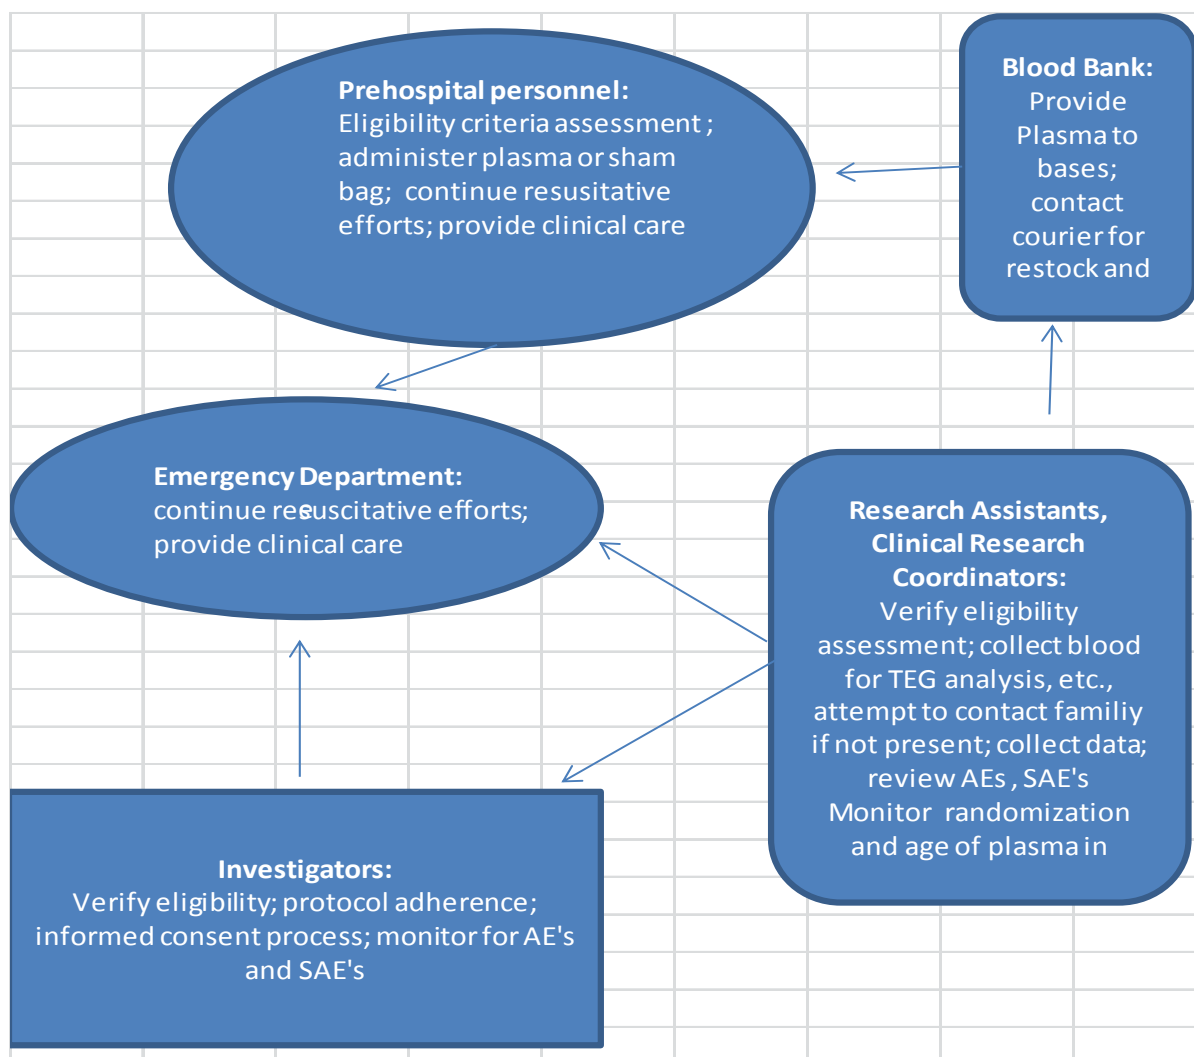 Prehospital personnel:
Eligibility criteria assessment ;
administer plasma or sham
bag; continue resusitative
efforts; provide clinical care
Blood Bank:
Provide
Plasma to
bases;
contact
courier for
restock and
Emergency Department:
continue resuscitative efforts;
provide clinical care
Research Assistants,
Clinical Research
Coordinators:
Verify eligibility
assessment; collect blood
for TEG analysis, etc.,
attempt to contact familiy
if not present; collect data;
review AEs , SAE's
Monitor randomization
and age of plasma in
Investigators:
Verify eligibility; protocol adherence;
informed consent process; monitor for AE's
and SAE's